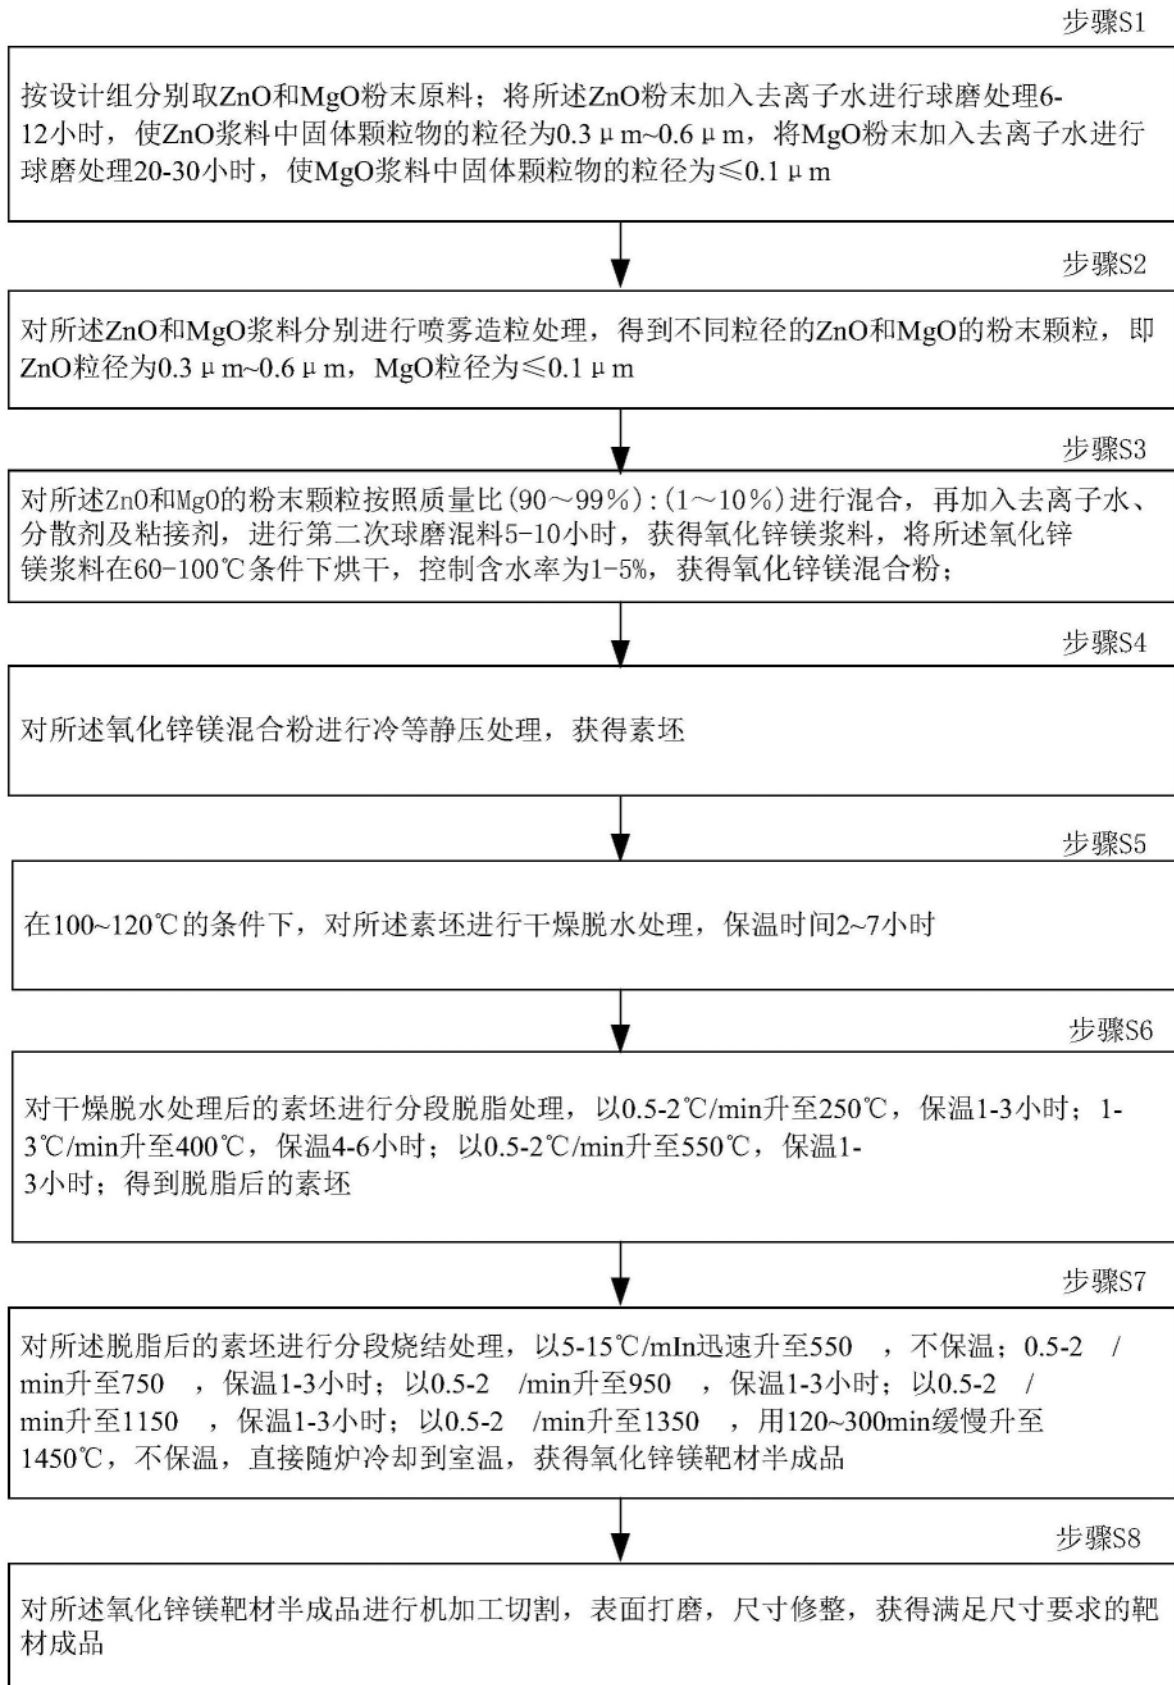 步骤S1
按设计组分别取ZnO和MgO粉末原料；将所述ZnO粉末加入去离子水进行球磨处理6-
12小时，使ZnO浆料中固体颗粒物的粒径为0.3μm~0.6μm，将MgO粉末加入去离子水进行
球磨处理20-30小时，使MgO浆料中固体颗粒物的粒径为≤0.1μm
步骤S2
对所述ZnO和MgO浆料分别进行喷雾造粒处理，得到不同粒径的ZnO和MgO的粉末颗粒，即
ZnO粒径为0.3μm~0.6μm，MgO粒径为≤0.1μm
步骤S3
对所述ZnO和MgO的粉末颗粒按照质量比(90～99%):(1～10%)进行混合，再加入去离子水、
分散剂及粘接剂，进行第二次球磨混料5-10小时，获得氧化锌镁浆料，将所述氧化锌
镁浆料在60-100℃条件下烘干，控制含水率为1-5%，获得氧化锌镁混合粉；
步骤S4
对所述氧化锌镁混合粉进行冷等静压处理，获得素坯
步骤S5
在100~120℃的条件下，对所述素坯进行干燥脱水处理，保温时间2~7小时
步骤S6
对干燥脱水处理后的素坯进行分段脱脂处理，以0.5-2℃/min升至250℃，保温1-3小时；1-
3℃/min升至400℃，保温4-6小时；以0.5-2℃/min升至550℃，保温1-
3小时；得到脱脂后的素坯
步骤S7
对所述脱脂后的素坯进行分段烧结处理，以5-15℃/mIn迅速升至550 ，不保温；0.5-2 /
min升至750 ，保温1-3小时；以0.5-2 /min升至950 ，保温1-3小时；以0.5-2 /
min升至1150 ，保温1-3小时；以0.5-2 /min升至1350 ，用120~300min缓慢升至
1450℃，不保温，直接随炉冷却到室温，获得氧化锌镁靶材半成品
步骤S8
对所述氧化锌镁靶材半成品进行机加工切割，表面打磨，尺寸修整，获得满足尺寸要求的靶
材成品